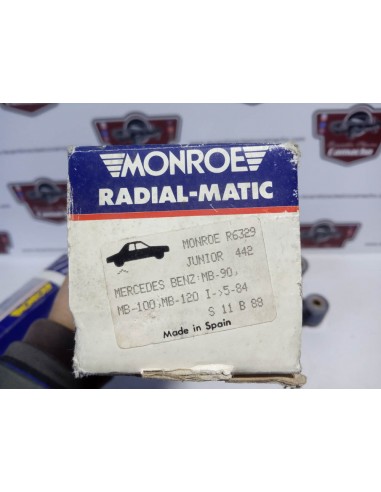 MONROE
RADIAL-MATIC
MONROE R6329
JUNIOR 442
MERCEDES BENZ:MB-90,
MB-100,MB-120 I->5-84
S 11 B 88
Made in Spain